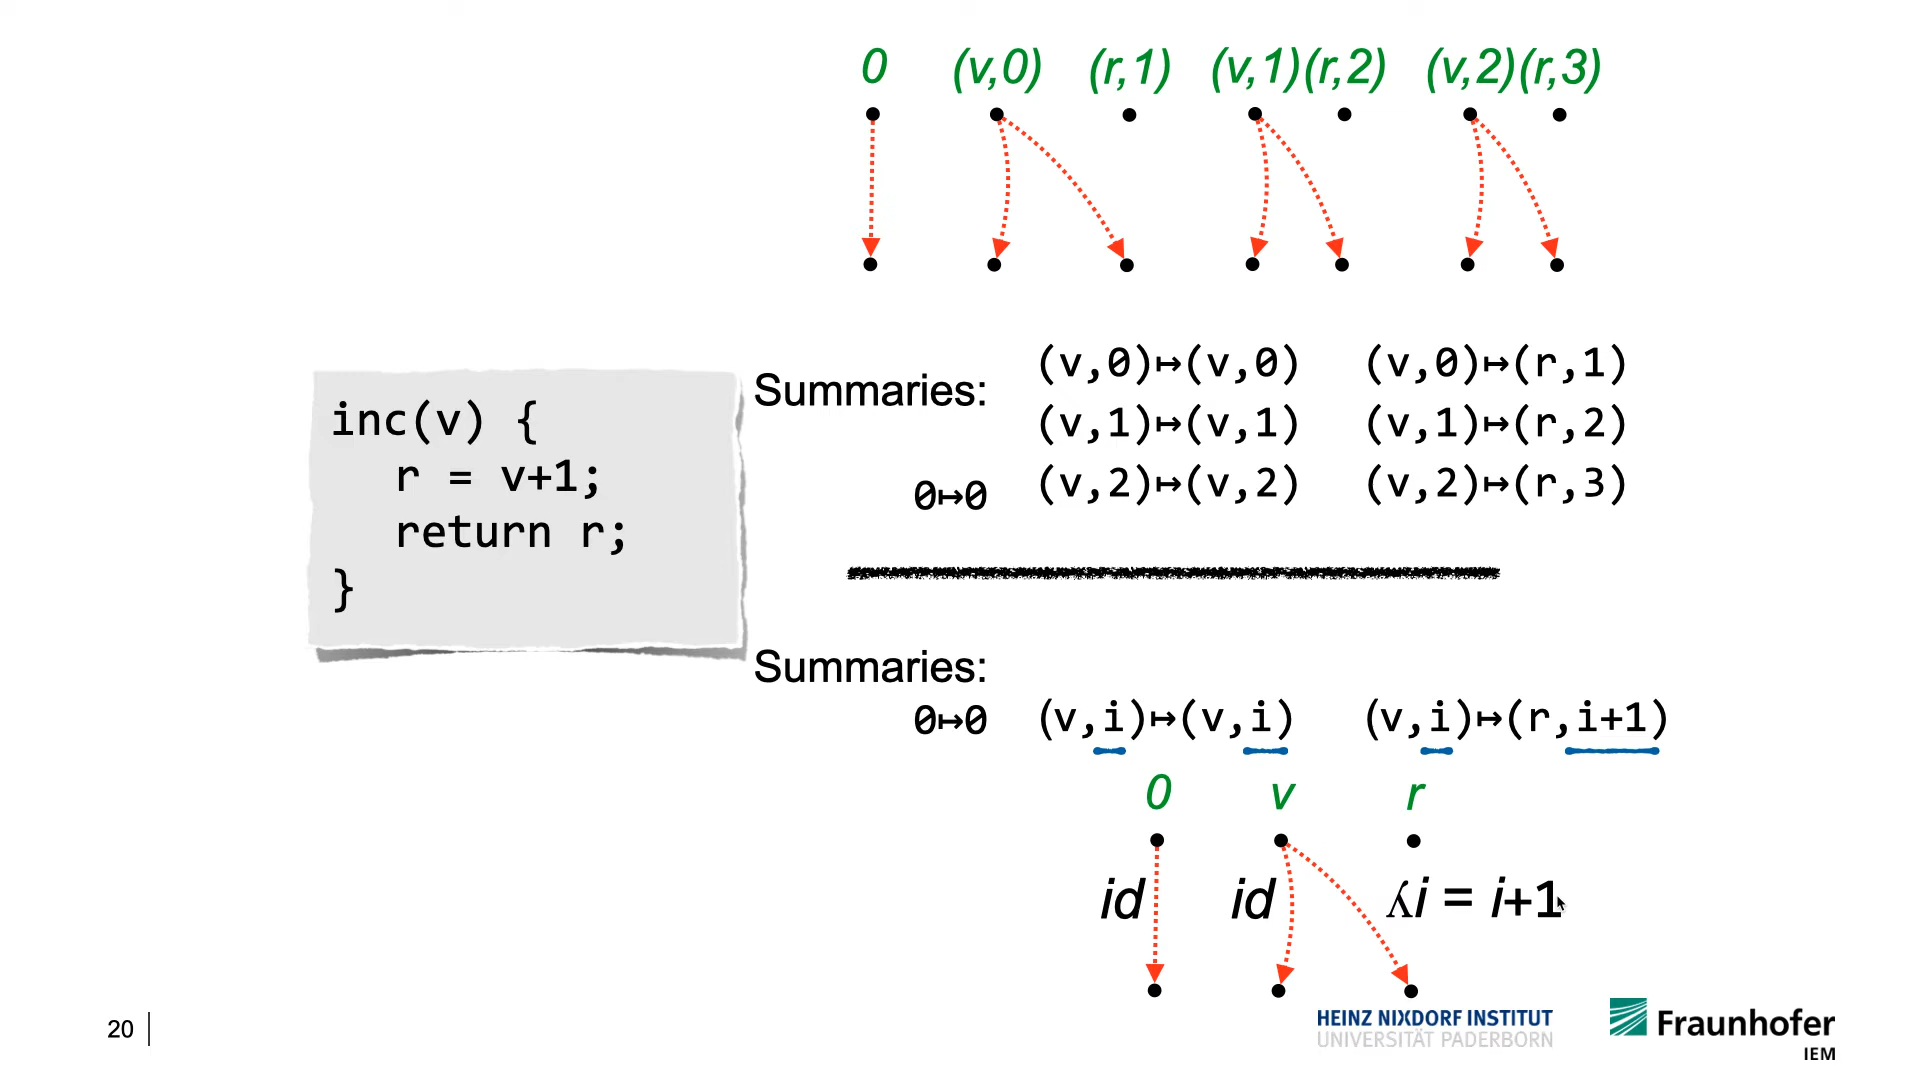 0 (v,0) (r,1) (v,1)(r,2) (v,2)(r,3)
inc(v) {
r = v+1;
return r;
}
Summaries:
(v,0)↦(v,0) (v,0)↦(r,1)
(v,1)↦(v,1) (v,1)↦(r,2)
0↦0 (v,2)↦(v,2) (v,2)↦(r,3)
Summaries:
0↦0 (v,i)↦(v,i) (v,i)↦(r,i+1)
0 v r
id id ʎi = i+1
20
HEINZ NIXDORF INSTITUT
UNIVERSITÄT PADERBORN
Fraunhofer
IEM